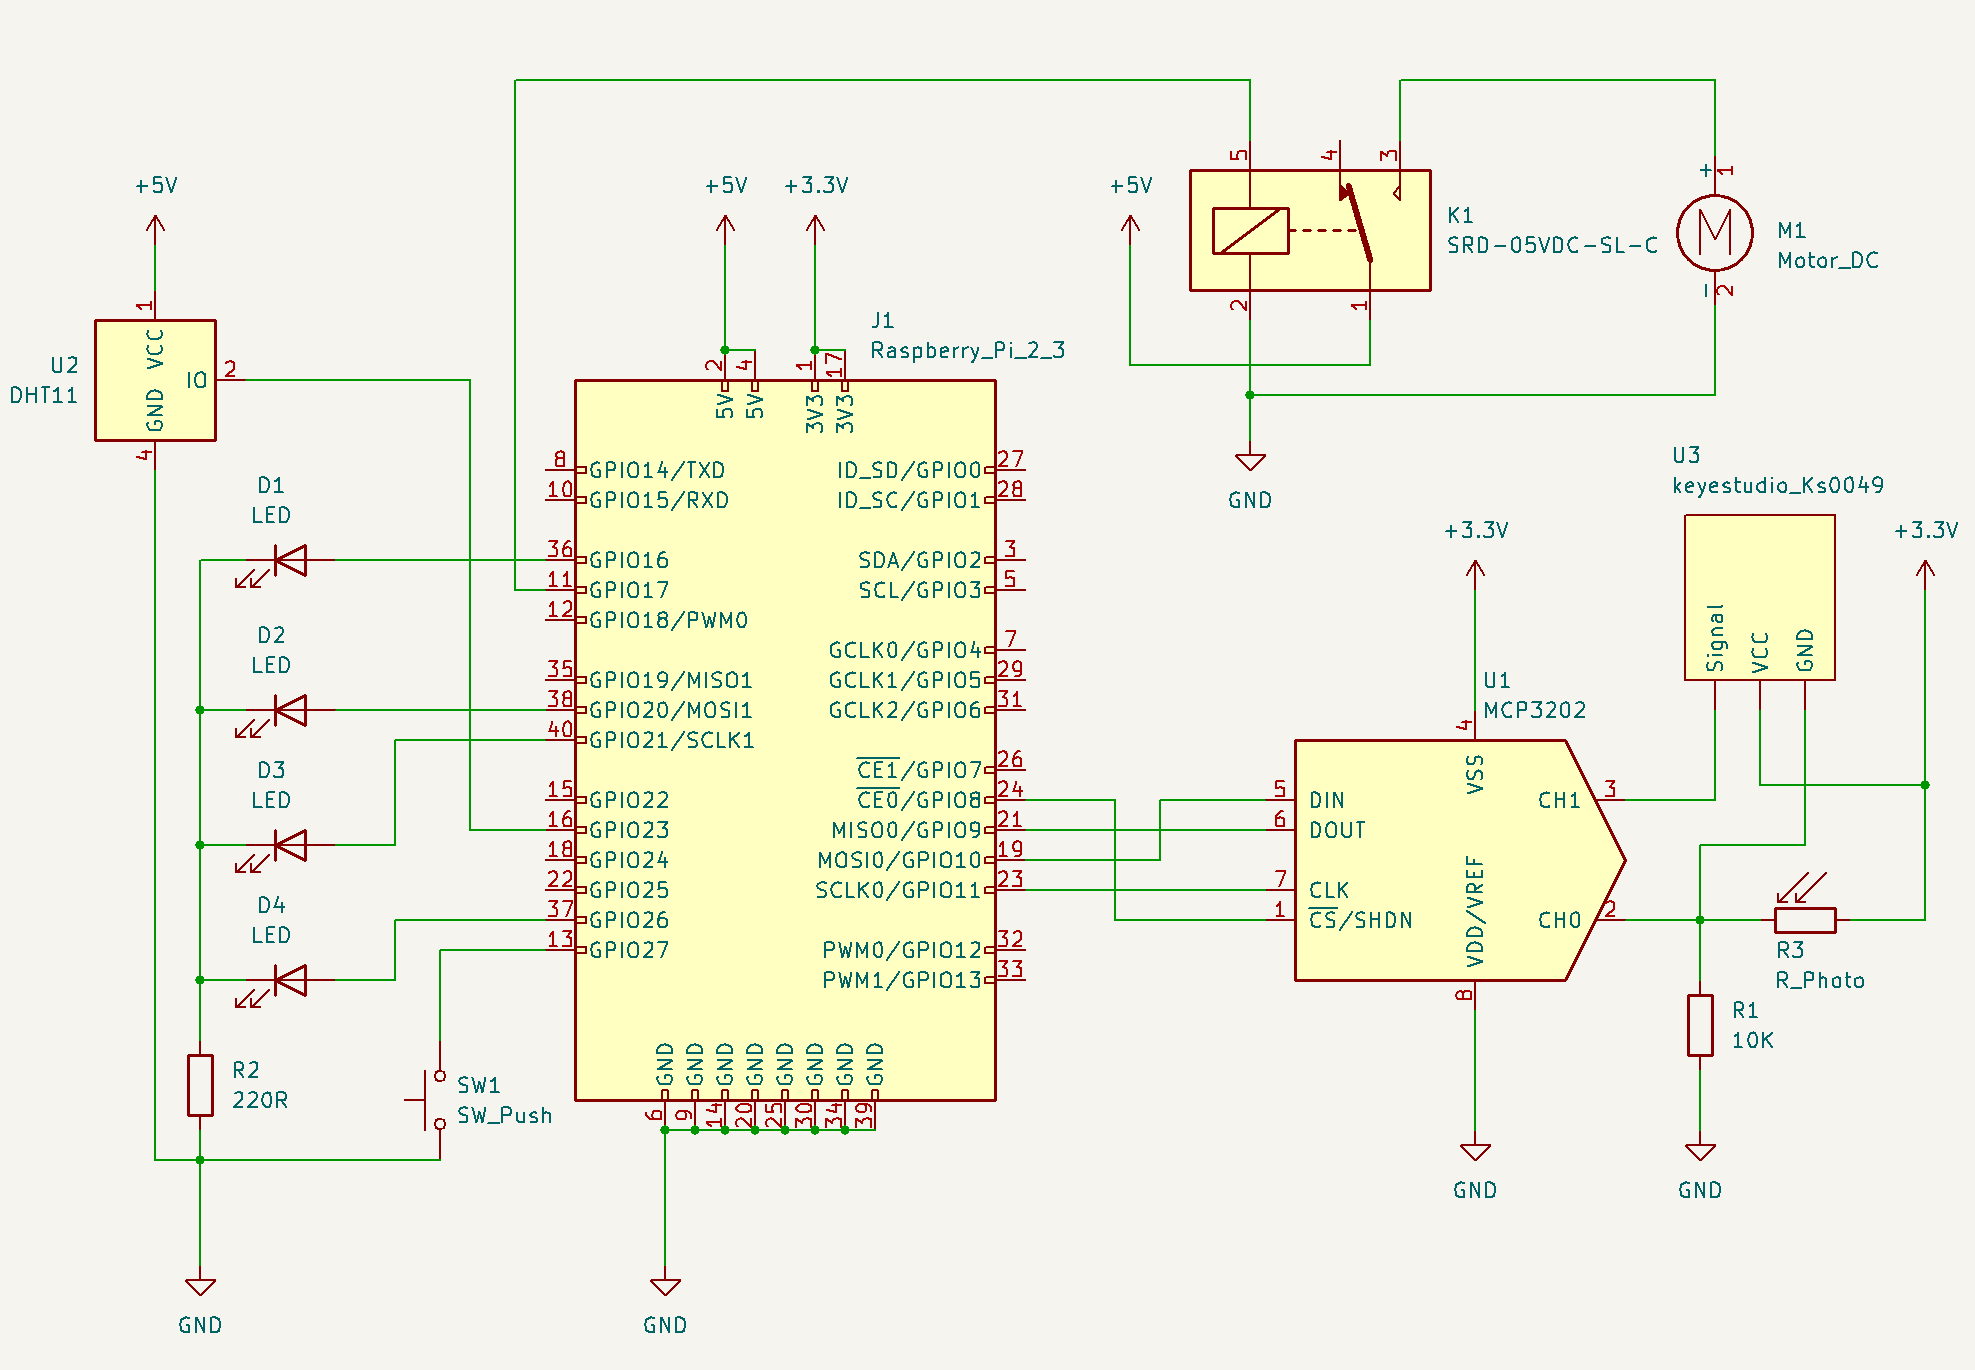 +5V
+5V
+3.3V
+5V
5
4
3
+
1
K1
SRD-05VDC-SL-C
M
M1
Motor_DC
-
2
2
1
1
VCC
U2
DHT11
IO
2
GND
4
J1
Raspberry_Pi_2_3
2
4
1
17
5V
5V
3V3
3V3
GND
8
GPIO14/TXD
10
GPIO15/RXD
36
GPIO16
11
GPIO17
12
GPIO18/PWM0
35
GPIO19/MISO1
38
GPIO20/MOSI1
40
GPIO21/SCLK1
15
GPIO22
16
GPIO23
18
GPIO24
22
GPIO25
37
GPIO26
13
GPIO27
ID_SD/GPIO0
27
ID_SC/GPIO1
28
SDA/GPIO2
3
SCL/GPIO3
5
GCLK0/GPIO4
7
GCLK1/GPIO5
29
GCLK2/GPIO6
31
CE1/GPIO7
26
CE0/GPIO8
24
MISO0/GPIO9
21
MOSI0/GPIO10
19
SCLK0/GPIO11
23
PWM0/GPIO12
32
PWM1/GPIO13
33
GND
GND
GND
GND
GND
GND
GND
GND
6
9
14
20
25
30
34
39
GND
D1
LED
D2
LED
D3
LED
D4
LED
R2
220R
SW1
SW_Push
GND
U3
keyestudio_Ks0049
Signal
VCC
GND
+3.3V
+3.3V
U1
MCP3202
4
VSS
5
DIN
6
DOUT
7
CLK
1
CS/SHDN
CH1
3
CH0
2
VDD/VREF
8
GND
R3
R_Photo
R1
10K
GND